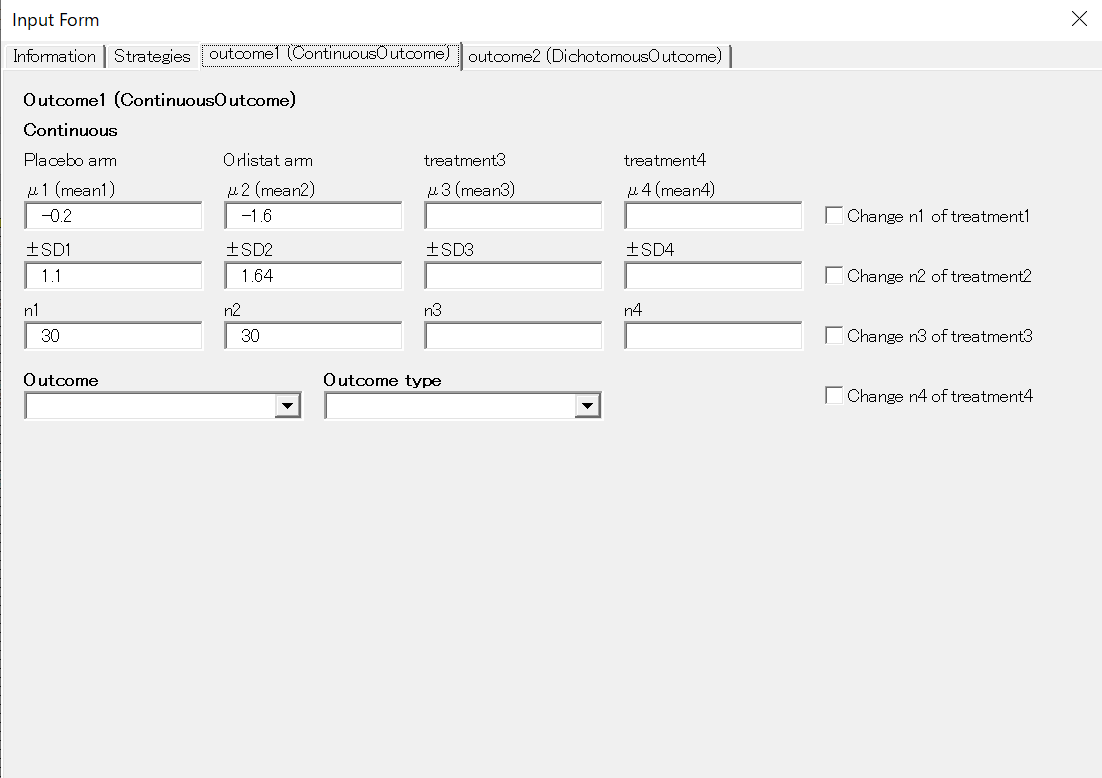 Input Form
Information Strategies outcome1 (ContinuousOutcome) outcome2 (DichotomousOutcome)
Outcome1 (ContinuousOutcome)
Continuous
Placebo arm Orlistat arm treatment3 treatment4
μ1 (mean1) μ2 (mean2) μ3 (mean3) μ4 (mean4)
-0.2 -1.6 Change n1 of treatment1
±SD1 ±SD2 ±SD3 ±SD4
1.1 1.64 Change n2 of treatment2
n1 n2 n3 n4
30 30 Change n3 of treatment3
Outcome Outcome type
Change n4 of treatment4